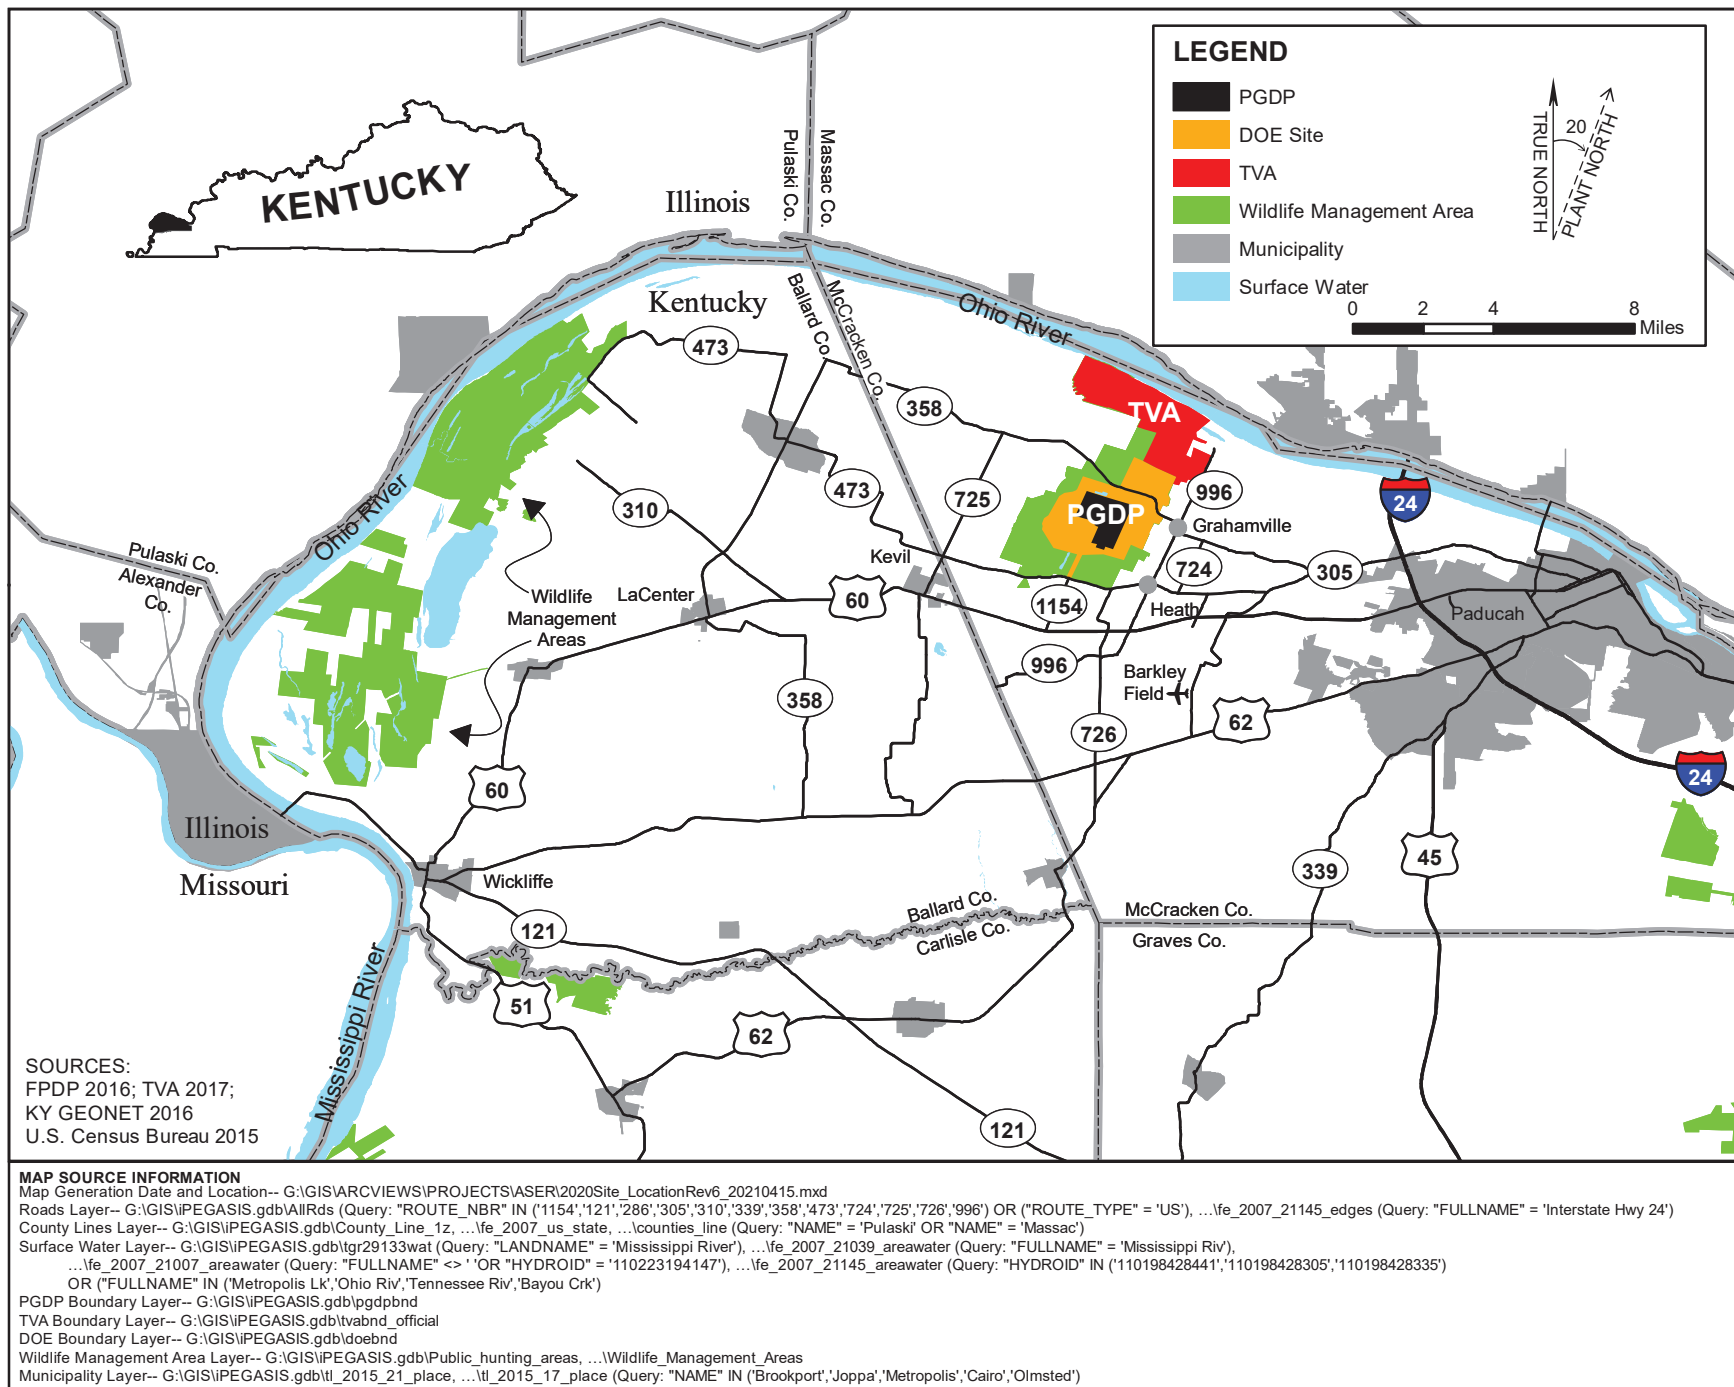 LEGEND
PGDP
DOE Site
TVA
Wildlife Management Area
Municipality
Surface Water
TRUE NORTH
20
PLANT NORTH
0 2 4 8
Miles
KENTUCKY
Illinois
Pulaski Co.
Massac Co.
Kentucky
Ballard Co.
McCracken Co.
Ohio River
473
358
TVA
473
725
996
PGDP
310
Ohio River
24
Grahamville
Kevil
724
305
Pulaski Co.
Alexander
Co.
LaCenter
Wildlife
Management
Areas
60
1154
Heath
Paducah
996
Barkley
Field
358
726
62
60
24
Illinois
Missouri
Wickliffe
339
45
Ballard Co.
Carlisle Co.
McCracken Co.
Graves Co.
121
Mississippi River
51
62
121
SOURCES:
FPDP 2016; TVA 2017;
KY GEONET 2016
U.S. Census Bureau 2015
MAP SOURCE INFORMATION
Map Generation Date and Location-- G:\GIS\ARCVIEWS\PROJECTS\ASER\2020Site_LocationRev6_20210415.mxd
Roads Layer-- G:\GIS\iPEGASIS.gdb\AllRds (Query: "ROUTE_NBR" IN ('1154','121','286','305','310','339','358','473','724','725','726','996') OR ("ROUTE_TYPE" = 'US'), ...\fe_2007_21145_edges (Query: "FULLNAME" = 'Interstate Hwy 24')
County Lines Layer-- G:\GIS\iPEGASIS.gdb\County_Line_1z, ...\fe_2007_us_state, ...\counties_line (Query: "NAME" = 'Pulaski' OR "NAME" = 'Massac')
Surface Water Layer-- G:\GIS\iPEGASIS.gdb\tgr29133wat (Query: "LANDNAME" = 'Mississippi River'), ...\fe_2007_21039_areawater (Query: "FULLNAME" = 'Mississippi Riv'),
...\fe_2007_21007_areawater (Query: "FULLNAME" <> ' 'OR "HYDROID" = '110223194147'), ...\fe_2007_21145_areawater (Query: "HYDROID" IN ('110198428441','110198428305','110198428335')
OR ("FULLNAME" IN ('Metropolis Lk','Ohio Riv','Tennessee Riv','Bayou Crk')
PGDP Boundary Layer-- G:\GIS\iPEGASIS.gdb\pgdpbnd
TVA Boundary Layer-- G:\GIS\iPEGASIS.gdb\tvabnd_official
DOE Boundary Layer-- G:\GIS\iPEGASIS.gdb\doebnd
Wildlife Management Area Layer-- G:\GIS\iPEGASIS.gdb\Public_hunting_areas, ...\Wildlife_Management_Areas
Municipality Layer-- G:\GIS\iPEGASIS.gdb\tl_2015_21_place, ...\tl_2015_17_place (Query: "NAME" IN ('Brookport','Joppa','Metropolis','Cairo','Olmsted')